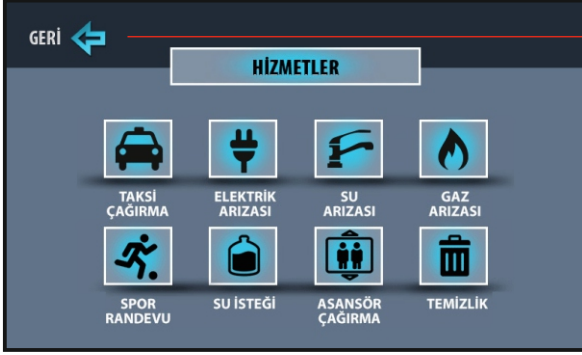 GERİ
HİZMETLER
TAKSİ
ÇAĞIRMA
ELEKTRİK
ARIZASI
SU
ARIZASI
GAZ
ARIZASI
SPOR
RANDEVU
SU İSTEĞİ
ASANSÖR
ÇAĞIRMA
TEMİZLİK